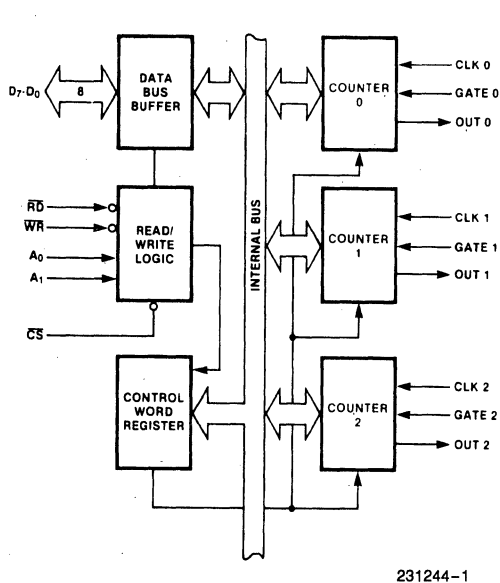 D7-D0
8
DATA
BUS
BUFFER
COUNTER
0
CLK 0
GATE 0
OUT 0
RD
WR
A0
A1
CS
READ/
WRITE
LOGIC
INTERNAL BUS
COUNTER
1
CLK 1
GATE 1
OUT 1
CONTROL
WORD
REGISTER
COUNTER
2
CLK 2
GATE 2
OUT 2
231244-1